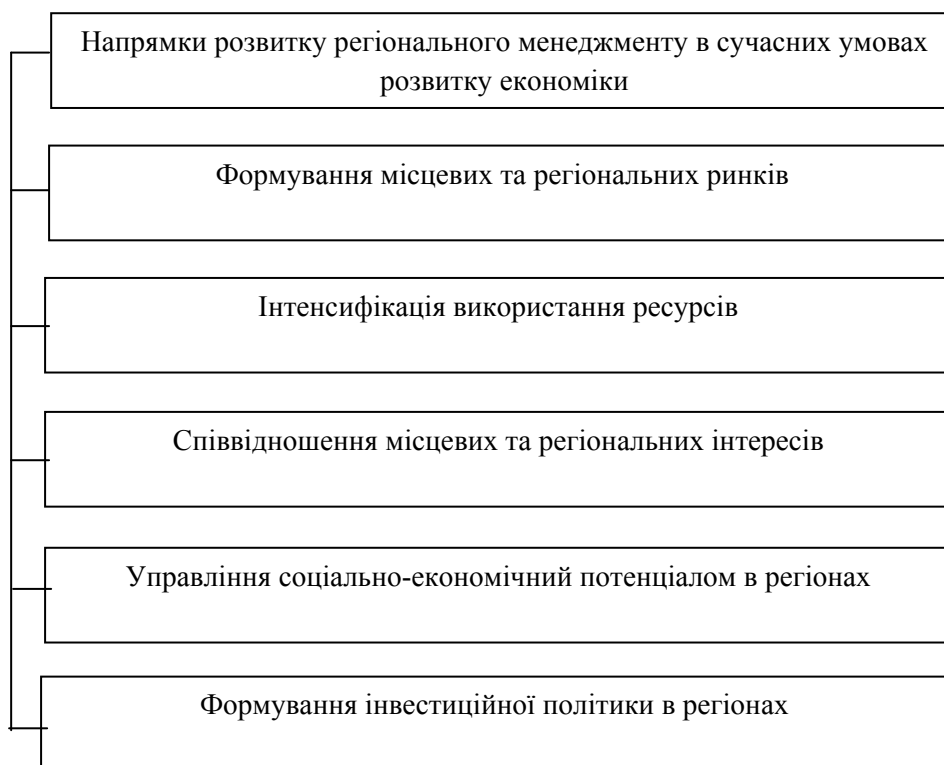 Напрямки розвитку регіонального менеджменту в сучасних умовах
розвитку економіки
Формування місцевих та регіональних ринків
Інтенсифікація використання ресурсів
Співвідношення місцевих та регіональних інтересів
Управління соціально-економічний потенціалом в регіонах
Формування інвестиційної політики в регіонах